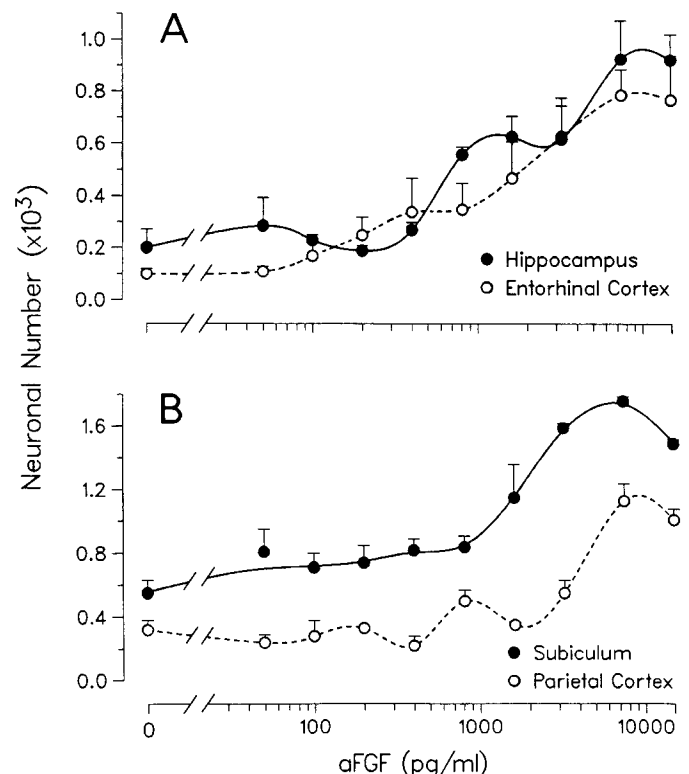 A
1.0
0.8
0.6
0.4
0.2
0.0
Hippocampus
Entorhinal Cortex
Neuronal Number (x10³)
B
1.6
1.2
0.8
0.4
0.0
Subiculum
Parietal Cortex
0 100 1000 10000
aFGF (pg/ml)